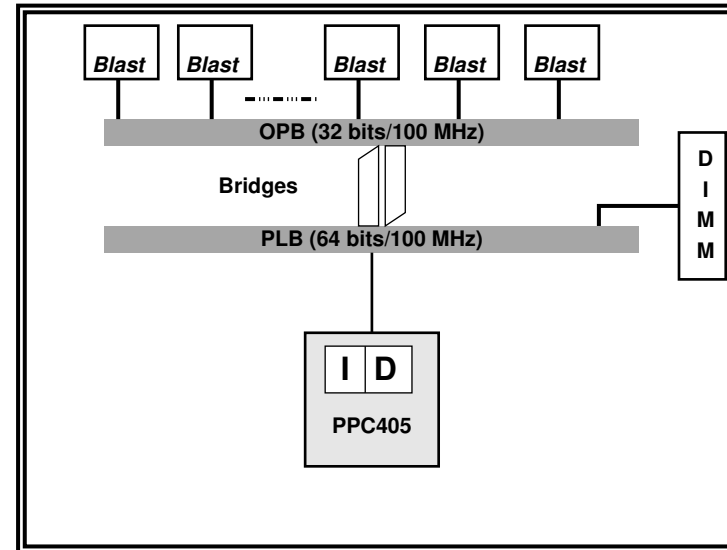 Blast Blast Blast Blast Blast
OPB (32 bits/100 MHz)
Bridges
D
I
M
M
PLB (64 bits/100 MHz)
I D
PPC405